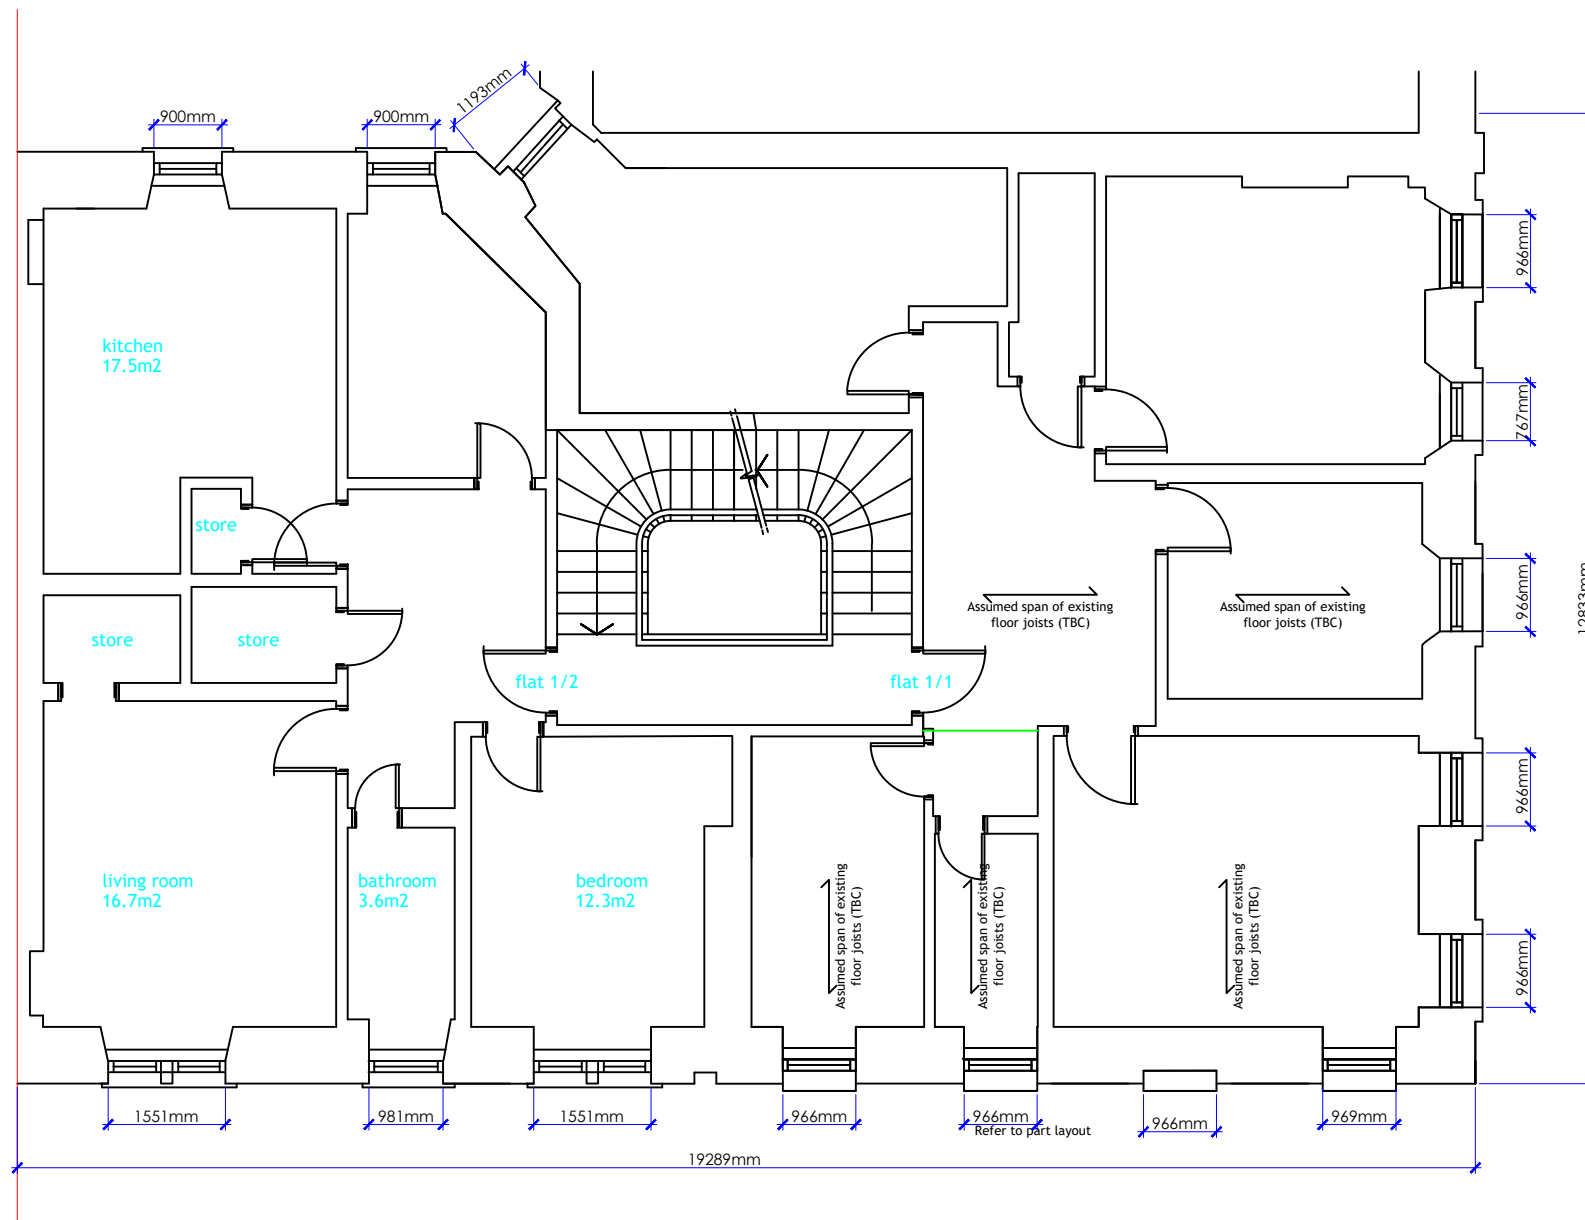 1193mm
900mm
900mm
966mm
kitchen
17.5m2
767mm
store
966mm
12833mm
Assumed span of existing
floor joists (TBC)
Assumed span of existing
floor joists (TBC)
store
store
flat 1/2
flat 1/1
966mm
living room
16.7m2
bathroom
3.6m2
bedroom
12.3m2
Assumed span of existing
floor joists (TBC)
Assumed span of existing
floor joists (TBC)
Assumed span of existing
floor joists (TBC)
966mm
1551mm
981mm
1551mm
966mm
966mm
966mm
969mm
Refer to part layout
19289mm